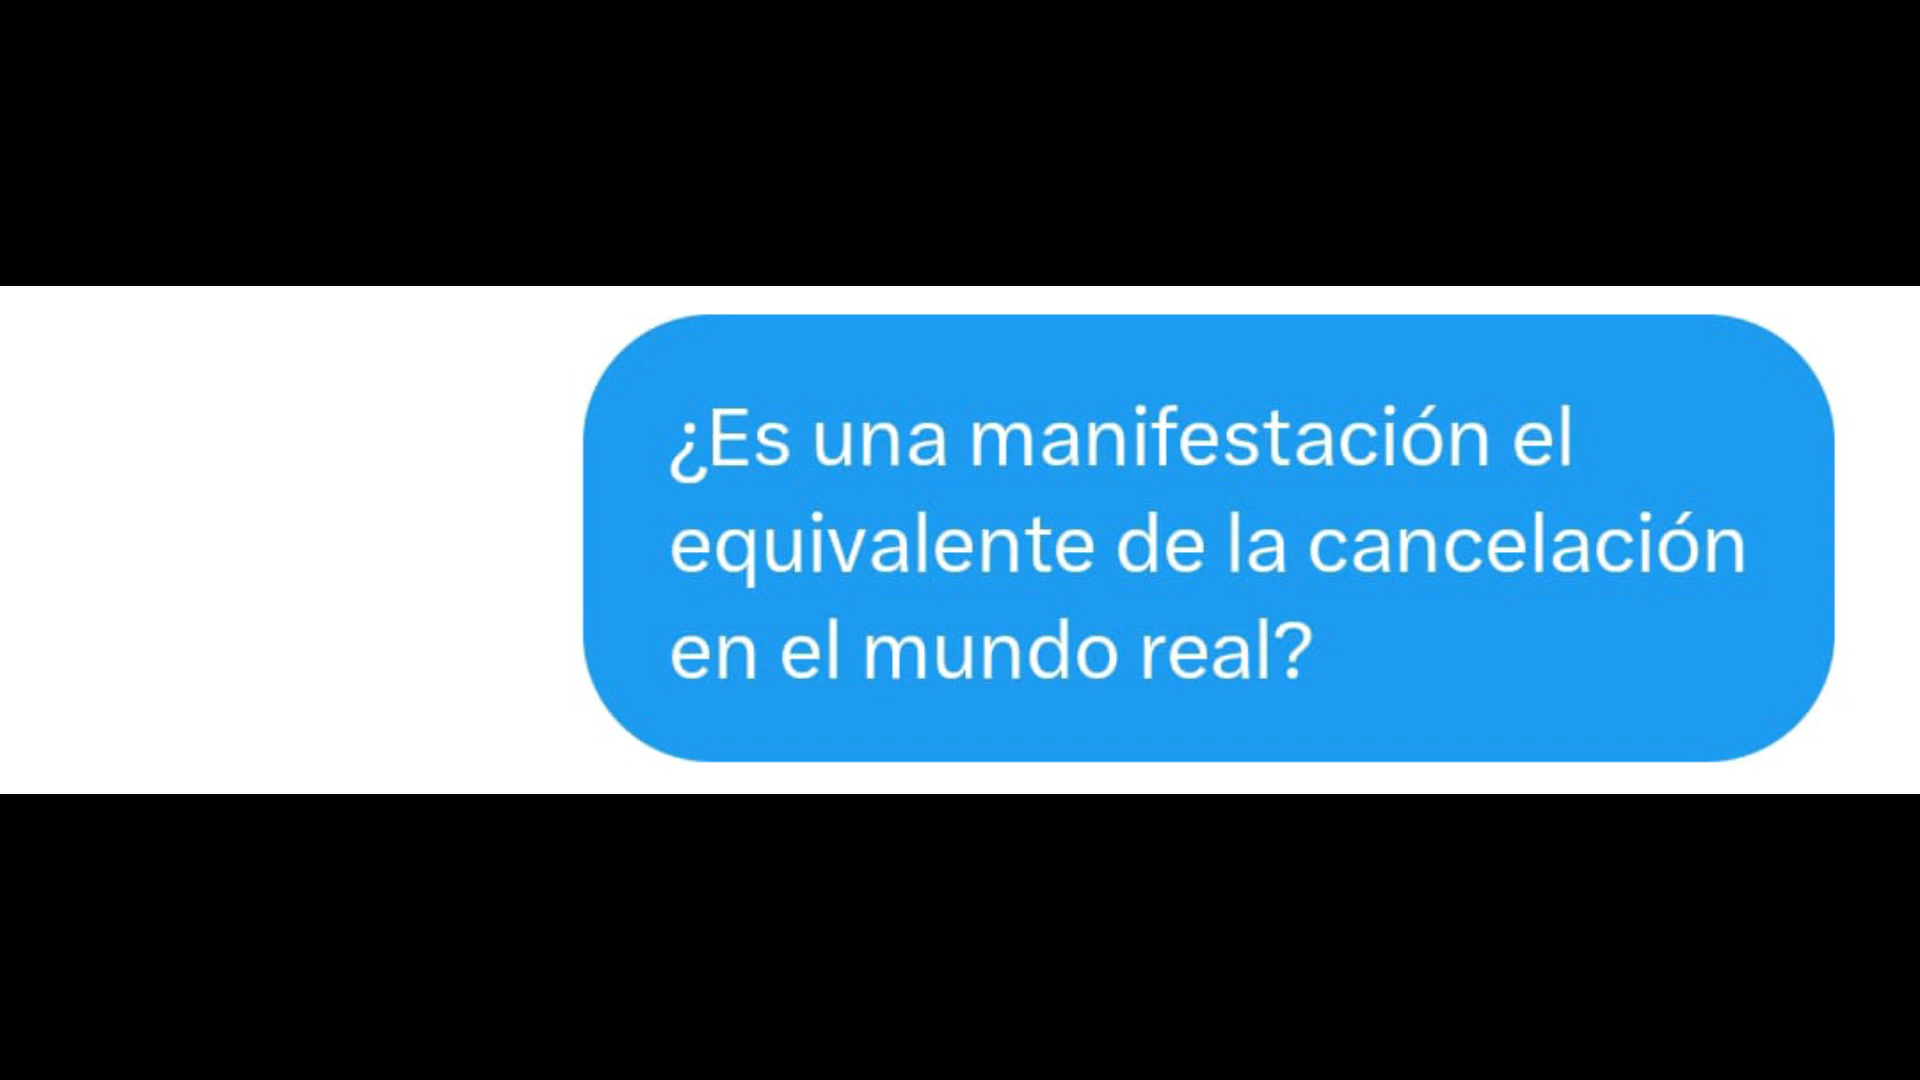 ¿Es una manifestación el
equivalente de la cancelación
en el mundo real?